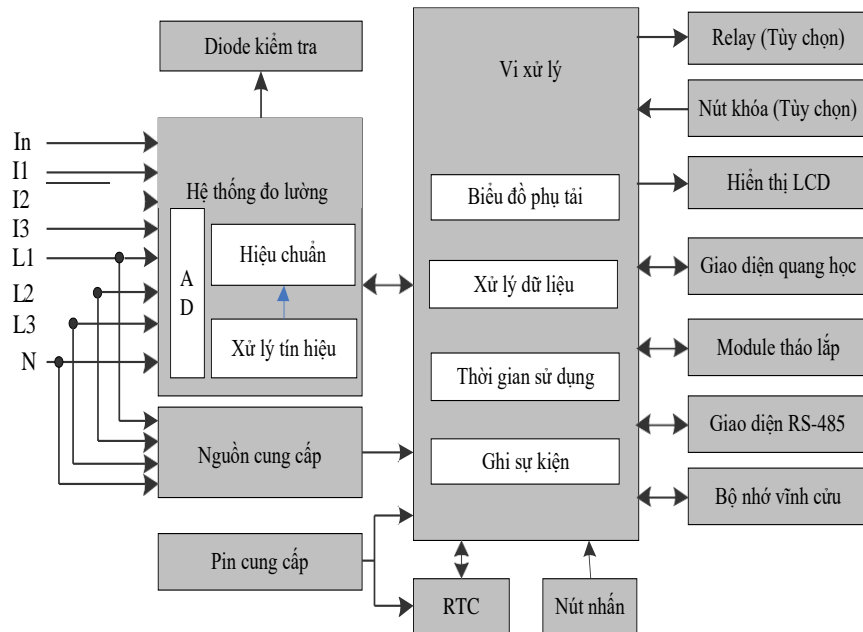 Diode kiểm tra
In
I1
I2
I3
L1
L2
L3
N
Hệ thống đo lường
A
D
Hiệu chuẩn
Xử lý tín hiệu
Nguồn cung cấp
Pin cung cấp
Vi xử lý
Biểu đồ phụ tải
Xử lý dữ liệu
Thời gian sử dụng
Ghi sự kiện
RTC
Nút nhấn
Relay (Tùy chọn)
Nút khóa (Tùy chọn)
Hiển thị LCD
Giao diện quang học
Module tháo lắp
Giao diện RS-485
Bộ nhớ vĩnh cửu